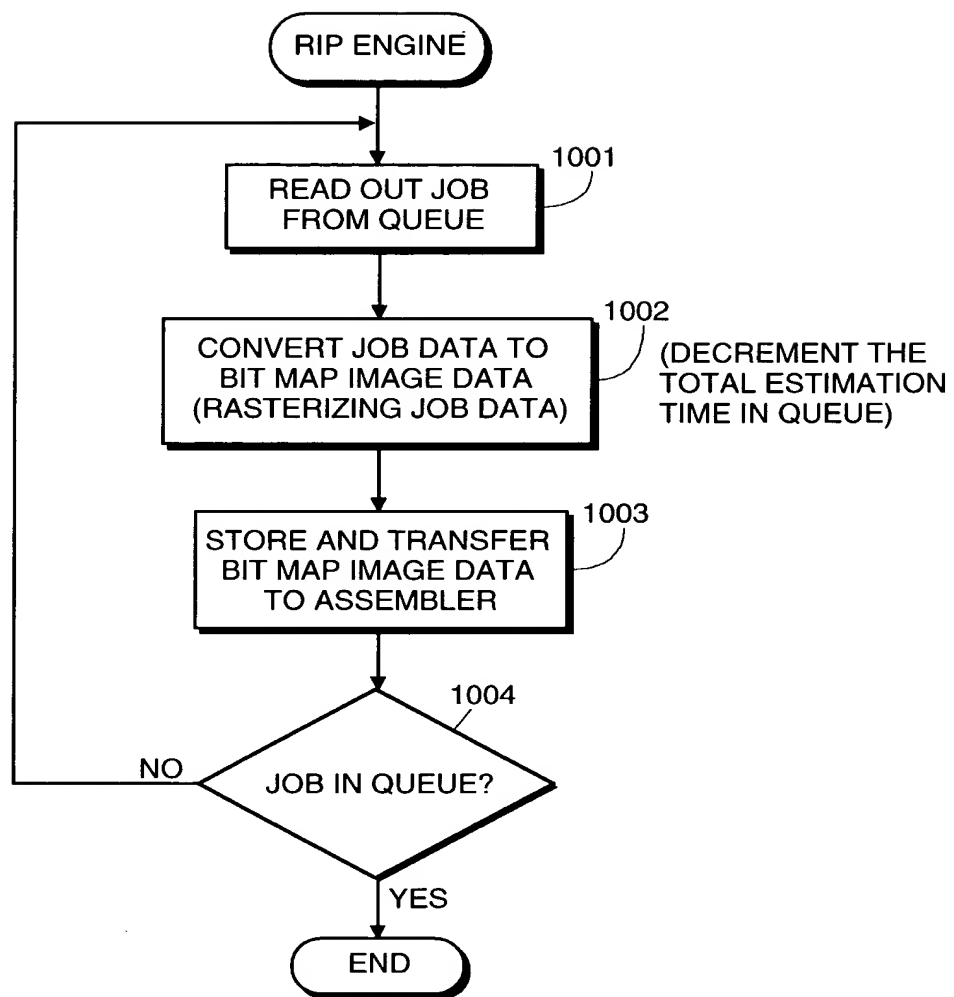 RIP ENGINE
1001
READ OUT JOB
FROM QUEUE
1002
CONVERT JOB DATA TO
BIT MAP IMAGE DATA
(RASTERIZING JOB DATA)
(DECREMENT THE
TOTAL ESTIMATION
TIME IN QUEUE)
1003
STORE AND TRANSFER
BIT MAP IMAGE DATA
TO ASSEMBLER
1004
NO
JOB IN QUEUE?
YES
END